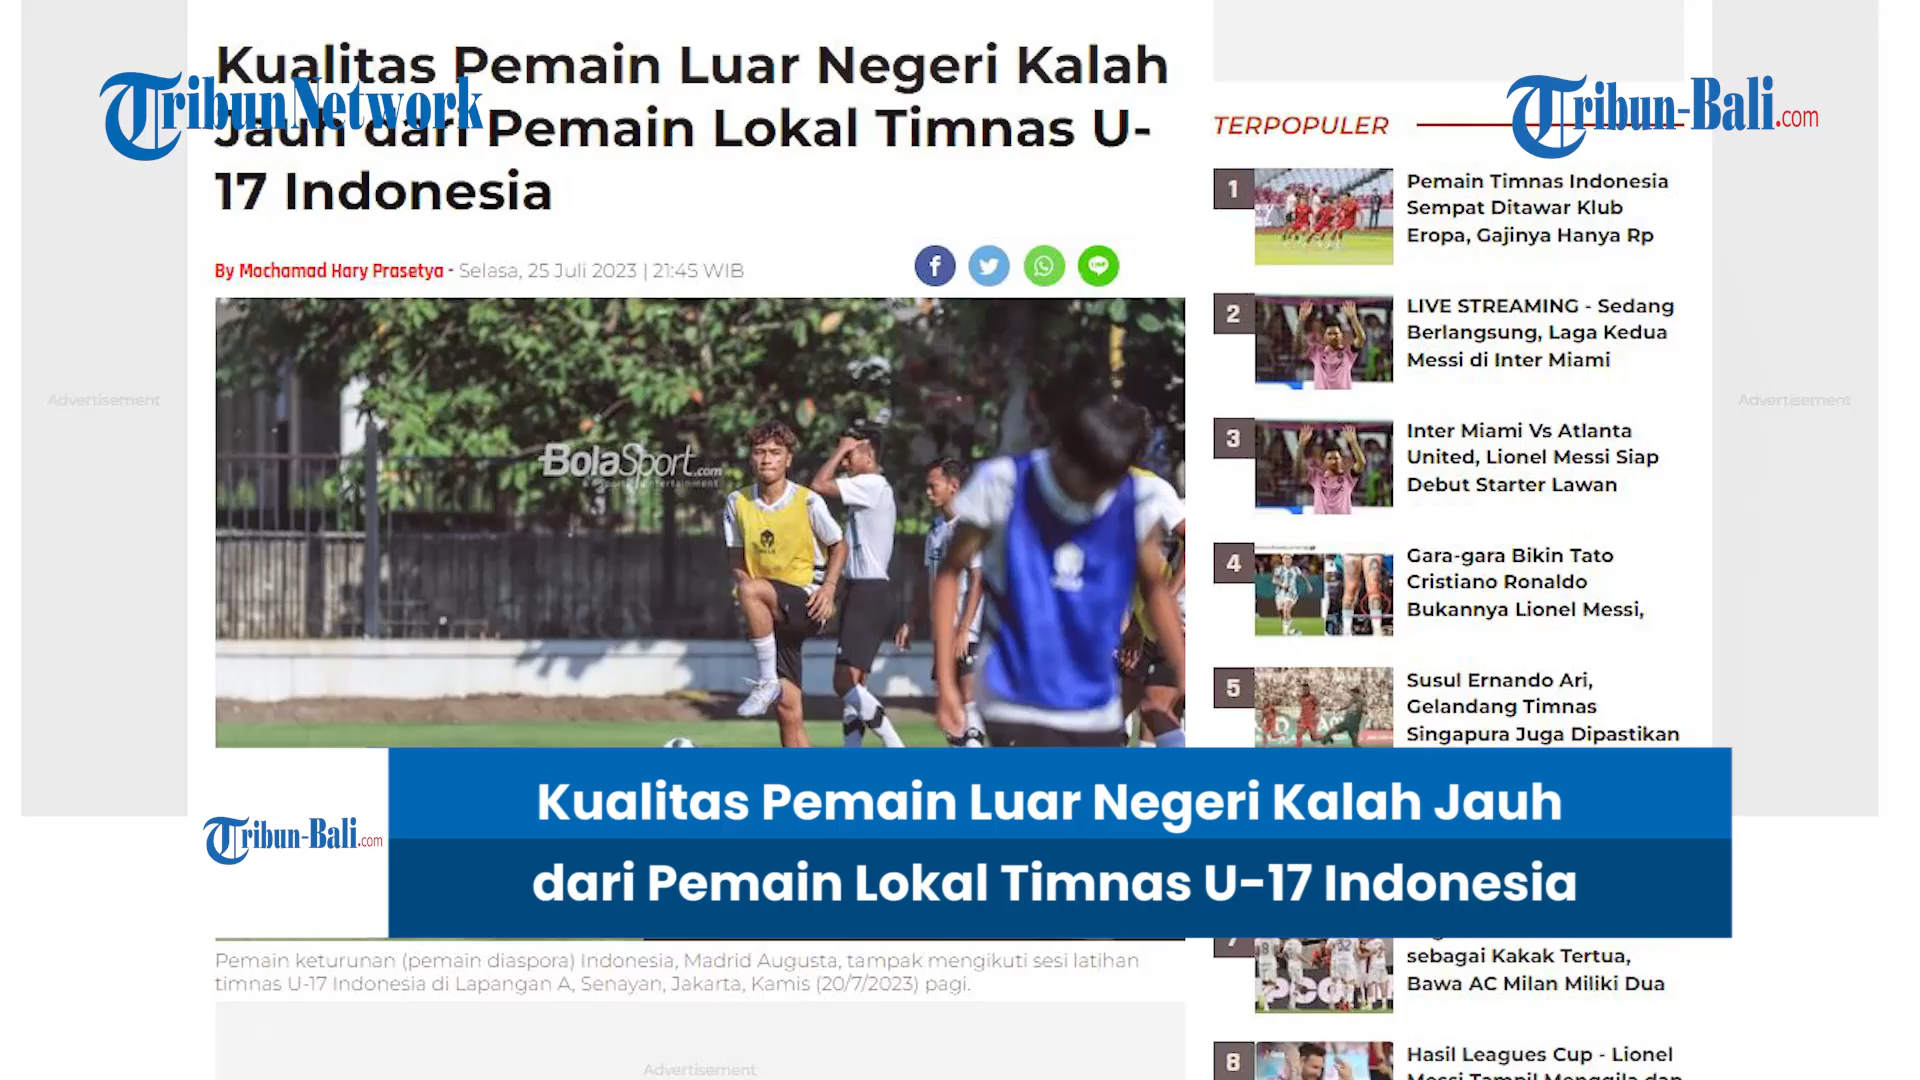 Kualitas Pemain Luar Negeri Kalah
Jauh dari Pemain Lokal Timnas U-
17 Indonesia
TribunNetwork
Tribun-Bali.com
By Mochamad Hary Prasetya - Selasa, 25 Juli 2023 | 21:45 WIB
BolaSport.com
Advertisement
TERPOPULER
1
Pemain Timnas Indonesia
Sempat Ditawar Klub
Eropa, Gajinya Hanya Rp
2
LIVE STREAMING - Sedang
Berlangsung, Laga Kedua
Messi di Inter Miami
3
Inter Miami Vs Atlanta
United, Lionel Messi Siap
Debut Starter Lawan
4
Gara-gara Bikin Tato
Cristiano Ronaldo
Bukannya Lionel Messi,
5
Susul Ernando Ari,
Gelandang Timnas
Singapura Juga Dipastikan
Advertisement
Tribun-Bali.com
Kualitas Pemain Luar Negeri Kalah Jauh
dari Pemain Lokal Timnas U-17 Indonesia
Pemain keturunan (pemain diaspora) Indonesia, Madrid Augusta, tampak mengikuti sesi latihan
timnas U-17 Indonesia di Lapangan A, Senayan, Jakarta, Kamis (20/7/2023) pagi.
7
sebagai Kakak Tertua,
Bawa AC Milan Miliki Dua
8
Hasil Leagues Cup - Lionel
Advertisement